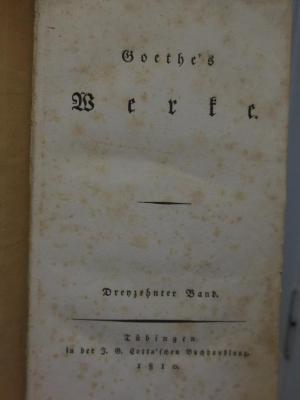 Goethe's
Werke.
Dreyzehnter Band.
Tübingen
in der J. G. Cotta'schen Buchhandlung.
1810.